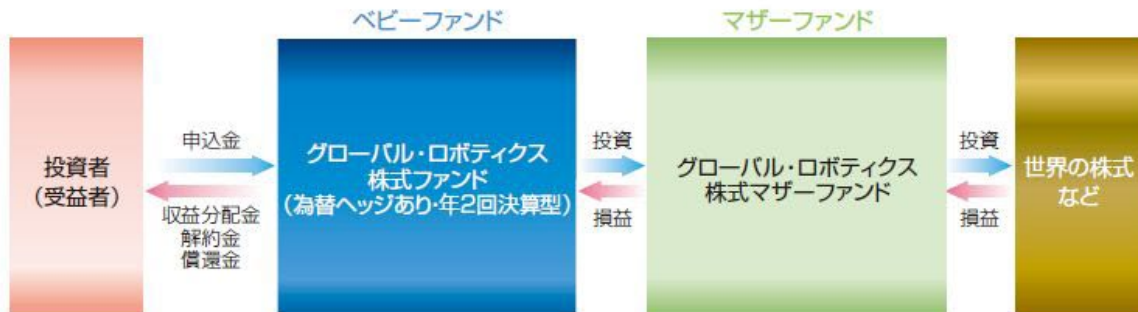 ベビーファンド
マザーファンド
投資者
(受益者)
申込金
収益分配金
解約金
償還金
グローバル・ロボティクス
株式ファンド
(為替ヘッジあり・年2回決算型)
投資
損益
グローバル・ロボティクス
株式マザーファンド
投資
損益
世界の株式
など